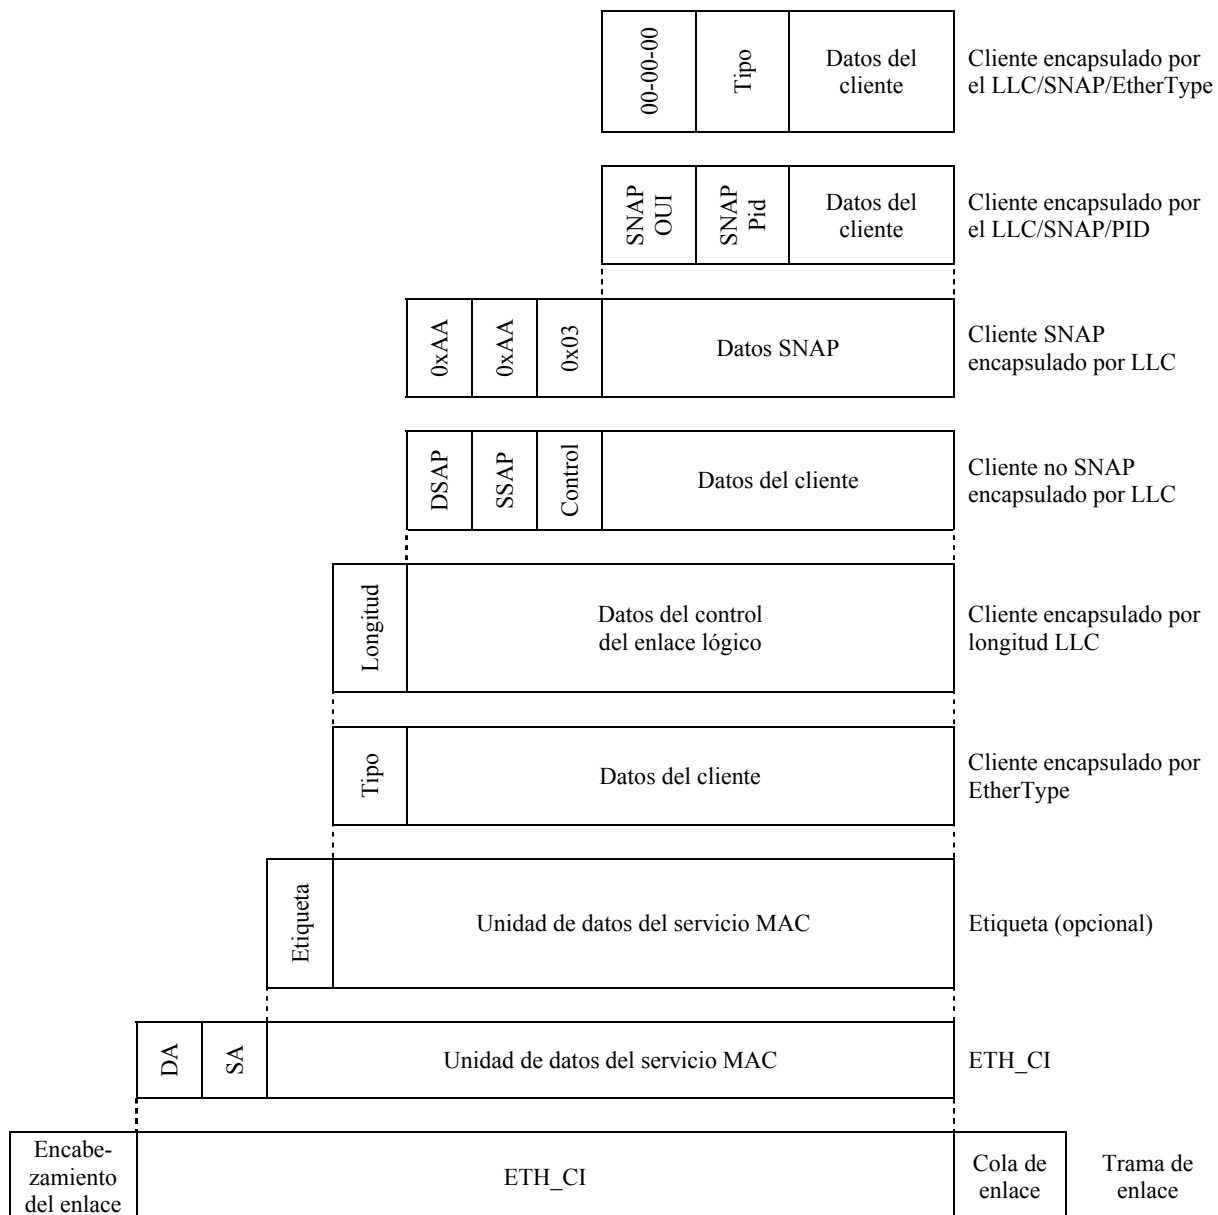 00-00-00
Tipo
Datos del
cliente
Cliente encapsulado por
el LLC/SNAP/EtherType
SNAP
OUI
SNAP
Pid
Datos del
cliente
Cliente encapsulado por
el LLC/SNAP/PID
0xAA
0xAA
0x03
Datos SNAP
Cliente SNAP
encapsulado por LLC
DSAP
SSAP
Control
Datos del cliente
Cliente no SNAP
encapsulado por LLC
Longitud
Datos del control
del enlace lógico
Cliente encapsulado por
longitud LLC
Tipo
Datos del cliente
Cliente encapsulado por
EtherType
Etiqueta
Unidad de datos del servicio MAC
Etiqueta (opcional)
DA
SA
Unidad de datos del servicio MAC
ETH_CI
Encabe-
zamiento
del enlace
ETH_CI
Cola de
enlace
Trama de
enlace